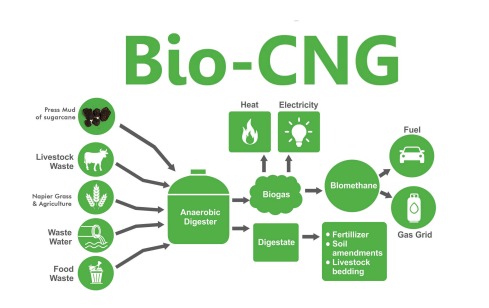 Bio-CNG
Press Mud
of sugarcane
Livestock
Waste
Napier Grass
& Agriculture
Waste
Water
Food
Waste
Anaerobic
Digester
Heat
Electricity
Biogas
Digestate
Biomethane
Fuel
Gas Grid
• Fertillizer
• Soil
amendments
• Livestock
bedding